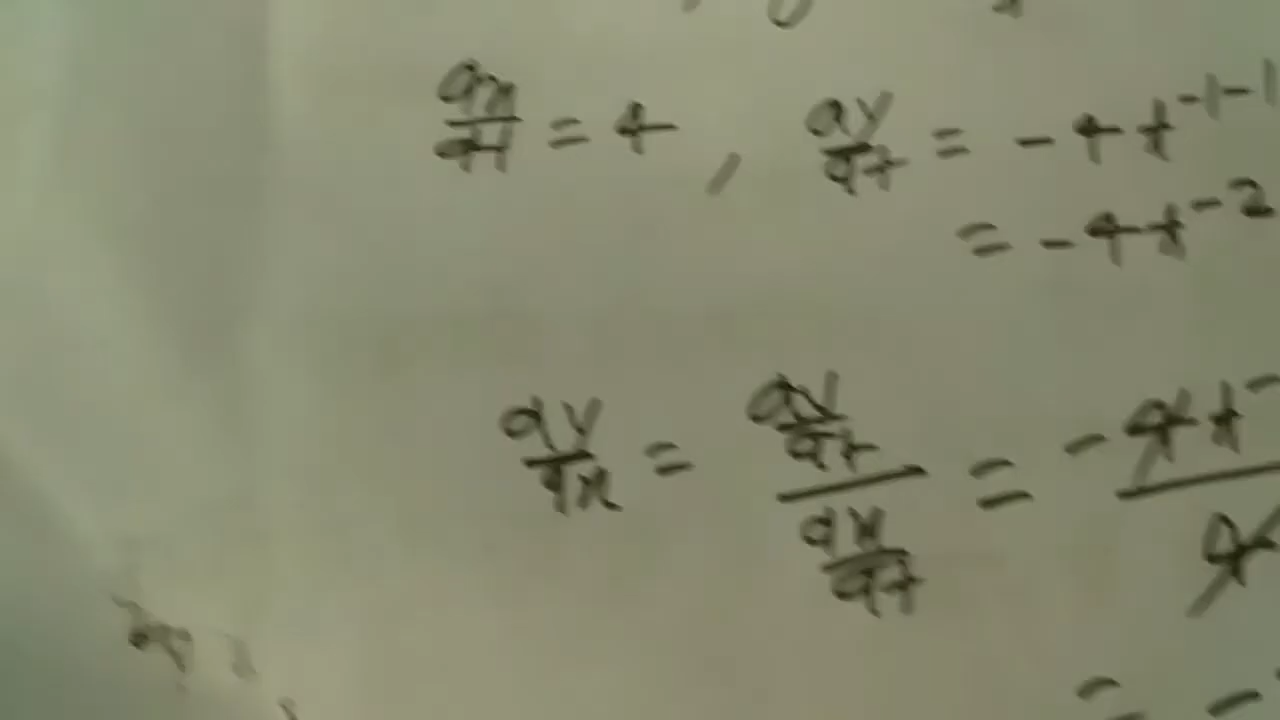 dx/dt = 4 , dy/dt = -4t^-1-1
= -4t^-2
dy/dx = (dy/dt)/(dx/dt) = -4t^-/4
= -